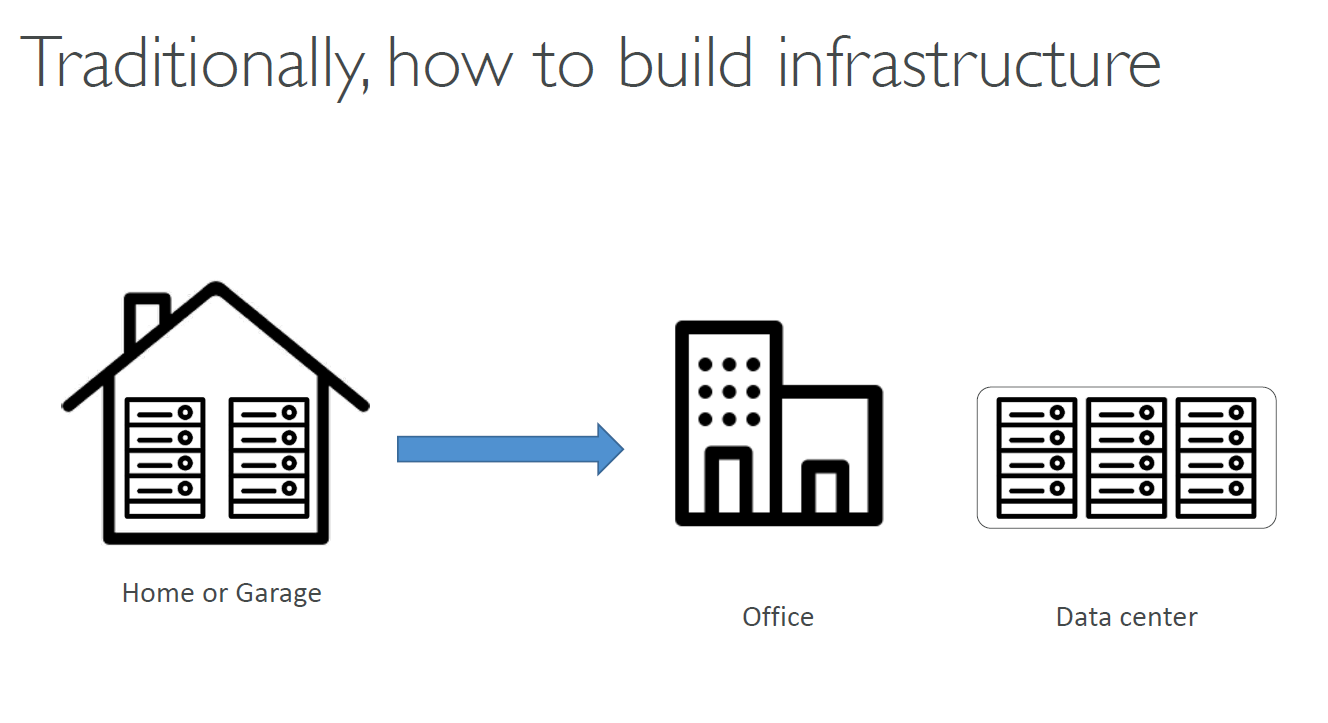 Traditionally, how to build infrastructure
Home or Garage
Office
Data center